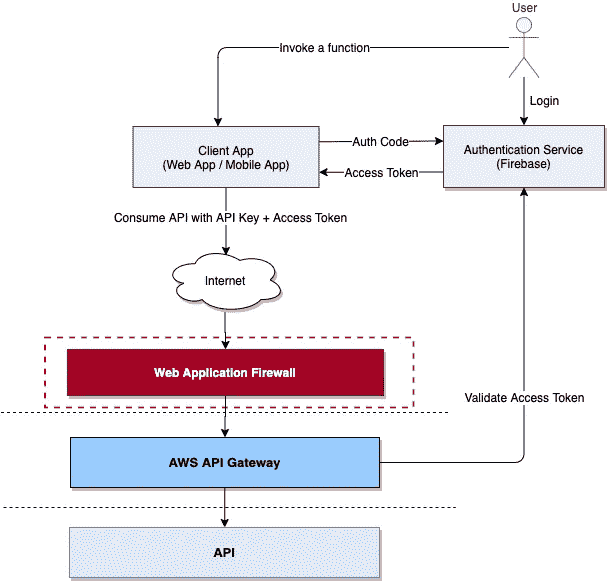 User
Invoke a function
Login
Client App
(Web App / Mobile App)
Auth Code
Access Token
Authentication Service
(Firebase)
Consume API with API Key + Access Token
Internet
Web Application Firewall
Validate Access Token
AWS API Gateway
API